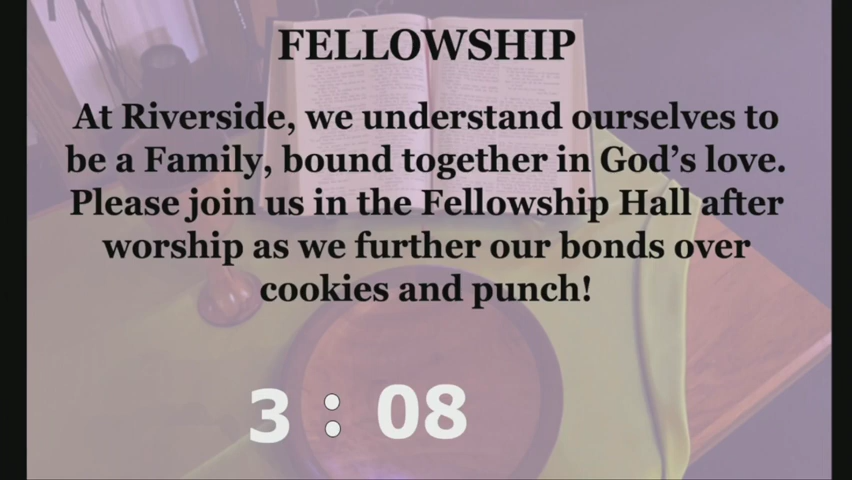 FELLOWSHIP
At Riverside, we understand ourselves to
be a Family, bound together in God's love.
Please join us in the Fellowship Hall after
worship as we further our bonds over
cookies and punch!
3 : 08